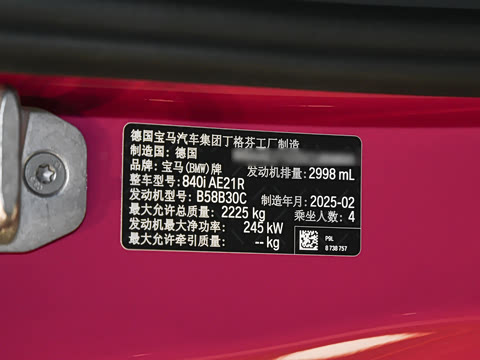 德国宝马汽车集团丁格芬工厂制造
制造国：德国
品牌：宝马(BMW)牌 发动机排量：2998 mL
整车型号：840i AE21R
发动机型号：B58B30C 制造年月：2025-02
最大允许总质量：2225 kg 乘坐人数：4
发动机最大净功率：245 kW
最大允许牵引质量：-- kg
P9L
8 738 757